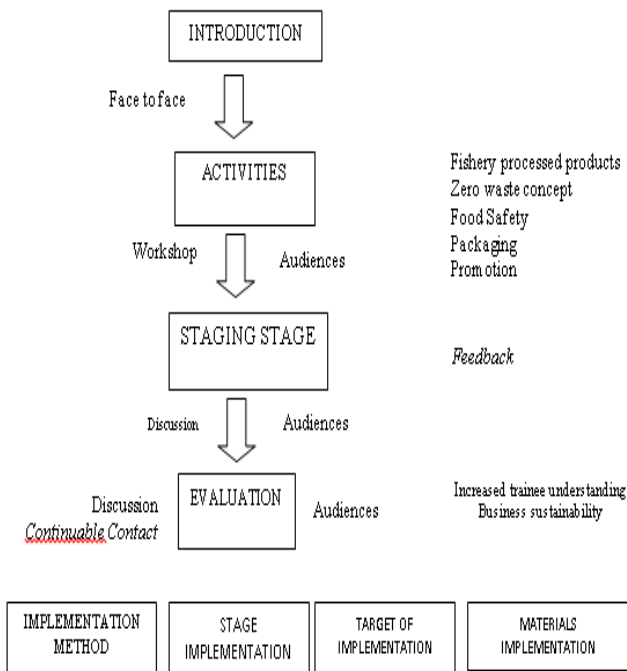 INTRODUCTION
Face to face
ACTIVITIES
Fishery processed products
Zero waste concept
Food Safety
Packaging
Promotion
Workshop
Audiences
STAGING STAGE
Feedback
Discussion
Audiences
EVALUATION
Discussion
Continuable Contact
Audiences
Increased trainee understanding
Business sustainability
IMPLEMENTATION
METHOD
STAGE
IMPLEMENTATION
TARGET OF
IMPLEMENTATION
MATERIALS
IMPLEMENTATION